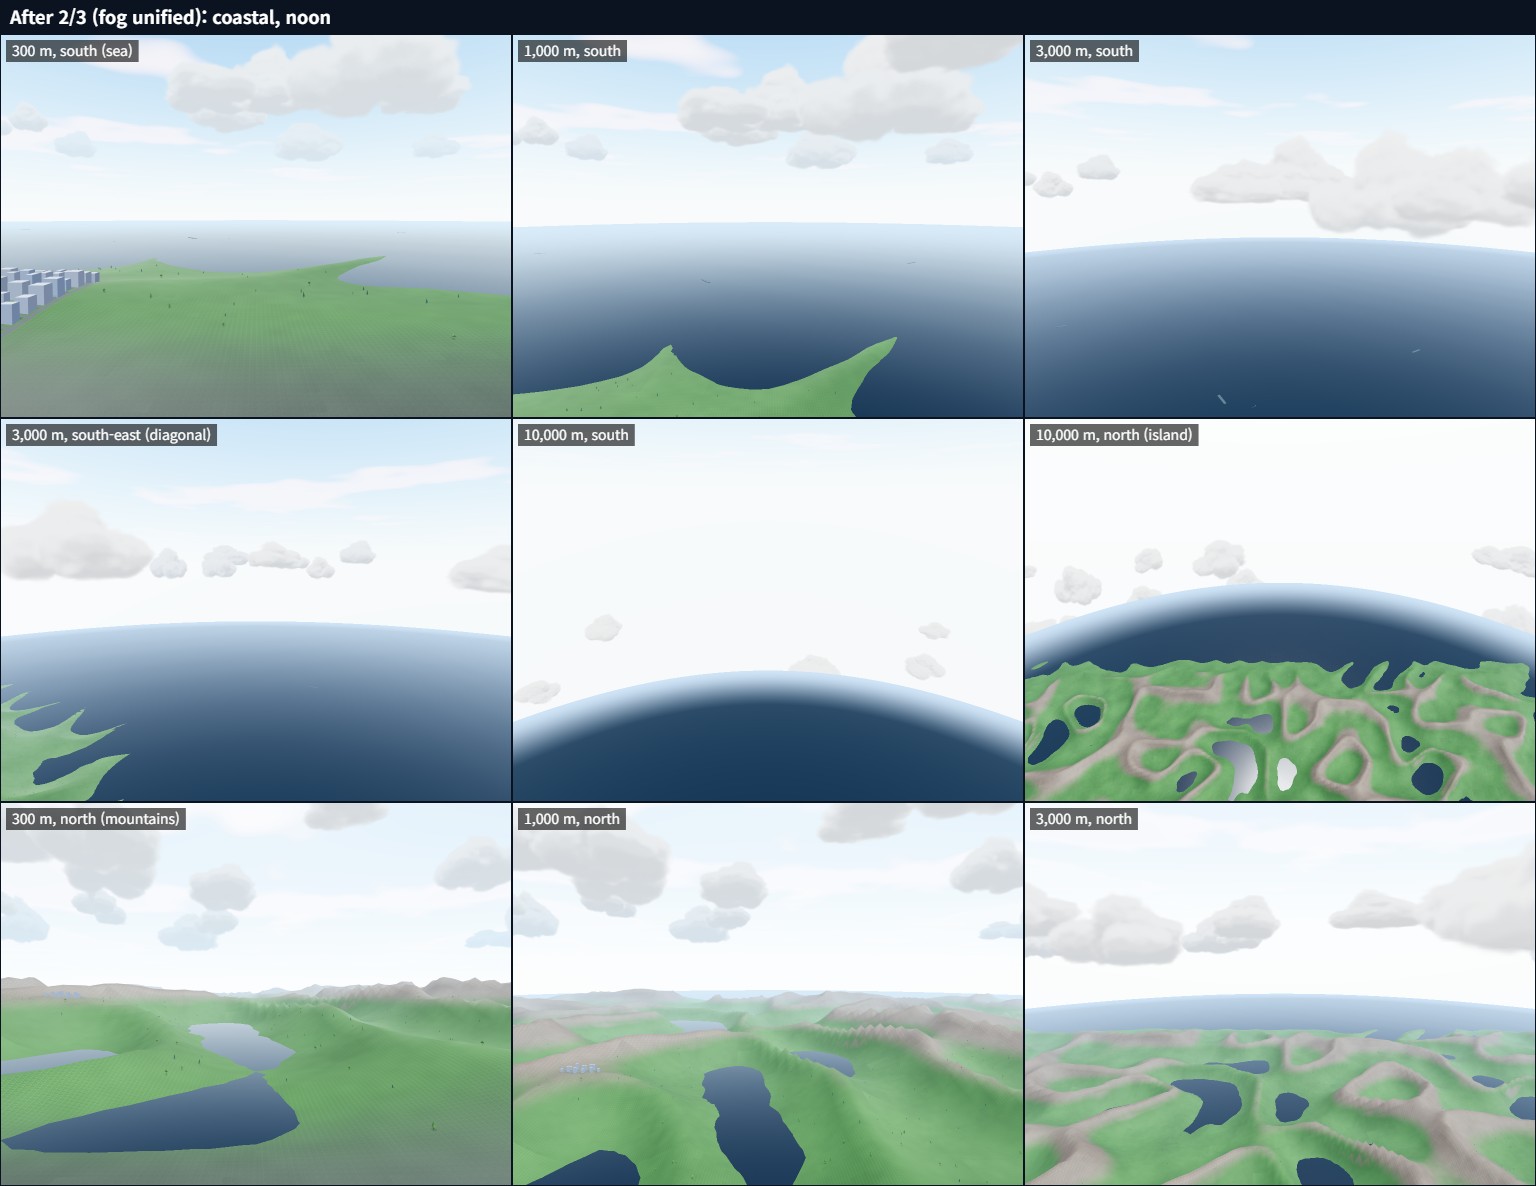 After 2/3 (fog unified): coastal, noon
300 m, south (sea)
1,000 m, south
3,000 m, south
3,000 m, south-east (diagonal)
10,000 m, south
10,000 m, north (island)
300 m, north (mountains)
1,000 m, north
3,000 m, north